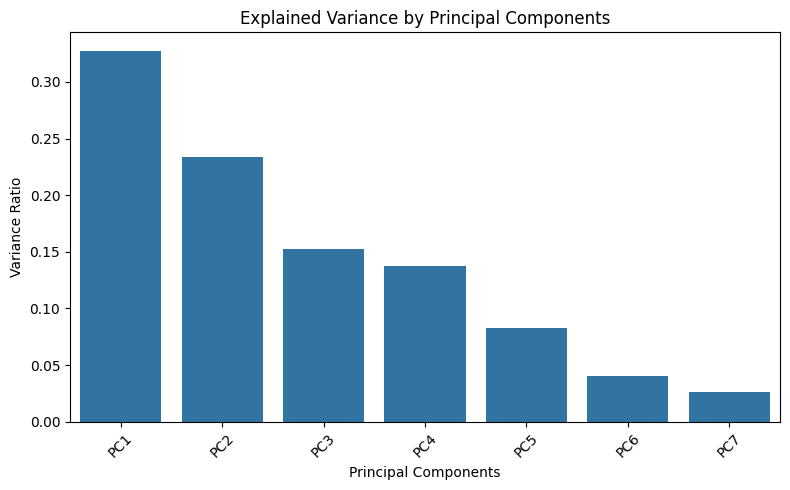 Explained Variance by Principal Components
Variance Ratio
0.30
0.25
0.20
0.15
0.10
0.05
0.00
PC1
PC2
PC3
PC4
PC5
PC6
PC7
Principal Components